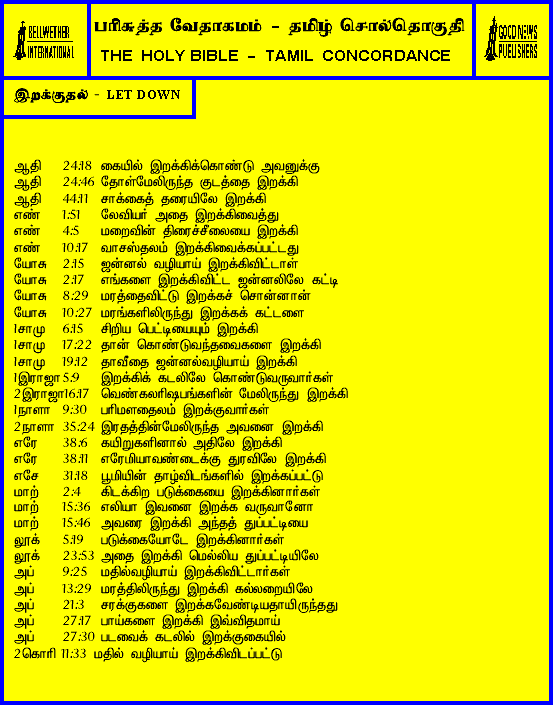 BELLWETHER
INTERNATIONAL
பரிசுத்த வேதாகமம் - தமிழ் சொல்தொகுதி
THE HOLY BIBLE - TAMIL CONCORDANCE
GOOD NEWS
PUBLISHERS
இறக்குதல் - LET DOWN
ஆதி 24:18 கையில் இறக்கிக்கொண்டு அவனுக்கு
ஆதி 24:46 தோள்மேலிருந்த குடத்தை இறக்கி
ஆதி 44:11 சாக்கைத் தரையிலே இறக்கி
எண் 1:51 லேவியர் அதை இறக்கிவைத்து
எண் 4:5 மறைவின் திரைச்சீலையை இறக்கி
எண் 10:17 வாசஸ்தலம் இறக்கிவைக்கப்பட்டது
யோசு 2:15 ஜன்னல் வழியாய் இறக்கிவிட்டாள்
யோசு 2:17 எங்களை இறக்கிவிட்ட ஜன்னலிலே கட்டி
யோசு 8:29 மரத்தைவிட்டு இறக்கச் சொன்னான்
யோசு 10:27 மரங்களிலிருந்து இறக்கக் கட்டளை
1சாமு 6:15 சிறிய பெட்டியையும் இறக்கி
1சாமு 17:22 தான் கொண்டுவந்தவைகளை இறக்கி
1சாமு 19:12 தாவீதை ஜன்னல்வழியாய் இறக்கி
1இராஜா 5:9 இறக்கிக் கடலிலே கொண்டுவருவார்கள்
2இராஜா16:17 வெண்கலரிஷபங்களின் மேலிருந்து இறக்கி
1நாளா 9:30 பரிமளதைலம் இறக்குவார்கள்
2நாளா 35:24 இரதத்தின்மேலிருந்த அவனை இறக்கி
எரே 38:6 கயிறுகளினால் அதிலே இறக்கி
எரே 38:11 எரேமியாவண்டைக்கு துரவிலே இறக்கி
எசே 31:18 பூமியின் தாழ்விடங்களில் இறக்கப்பட்டு
மாற் 2:4 கிடக்கிற படுக்கையை இறக்கினார்கள்
மாற் 15:36 எலியா இவனை இறக்க வருவானோ
மாற் 15:46 அவரை இறக்கி அந்தத் துப்பட்டியை
லூக் 5:19 படுக்கையோடே இறக்கினார்கள்
லூக் 23:53 அதை இறக்கி மெல்லிய துப்பட்டியிலே
அப் 9:25 மதில்வழியாய் இறக்கிவிட்டார்கள்
அப் 13:29 மரத்திலிருந்து இறக்கி கல்லறையிலே
அப் 21:3 சரக்குகளை இறக்கவேண்டியதாயிருந்தது
அப் 27:17 பாய்களை இறக்கி இவ்விதமாய்
அப் 27:30 படவைக் கடலில் இறக்குகையில்
2கொரி 11:33 மதில் வழியாய் இறக்கிவிடப்பட்டு